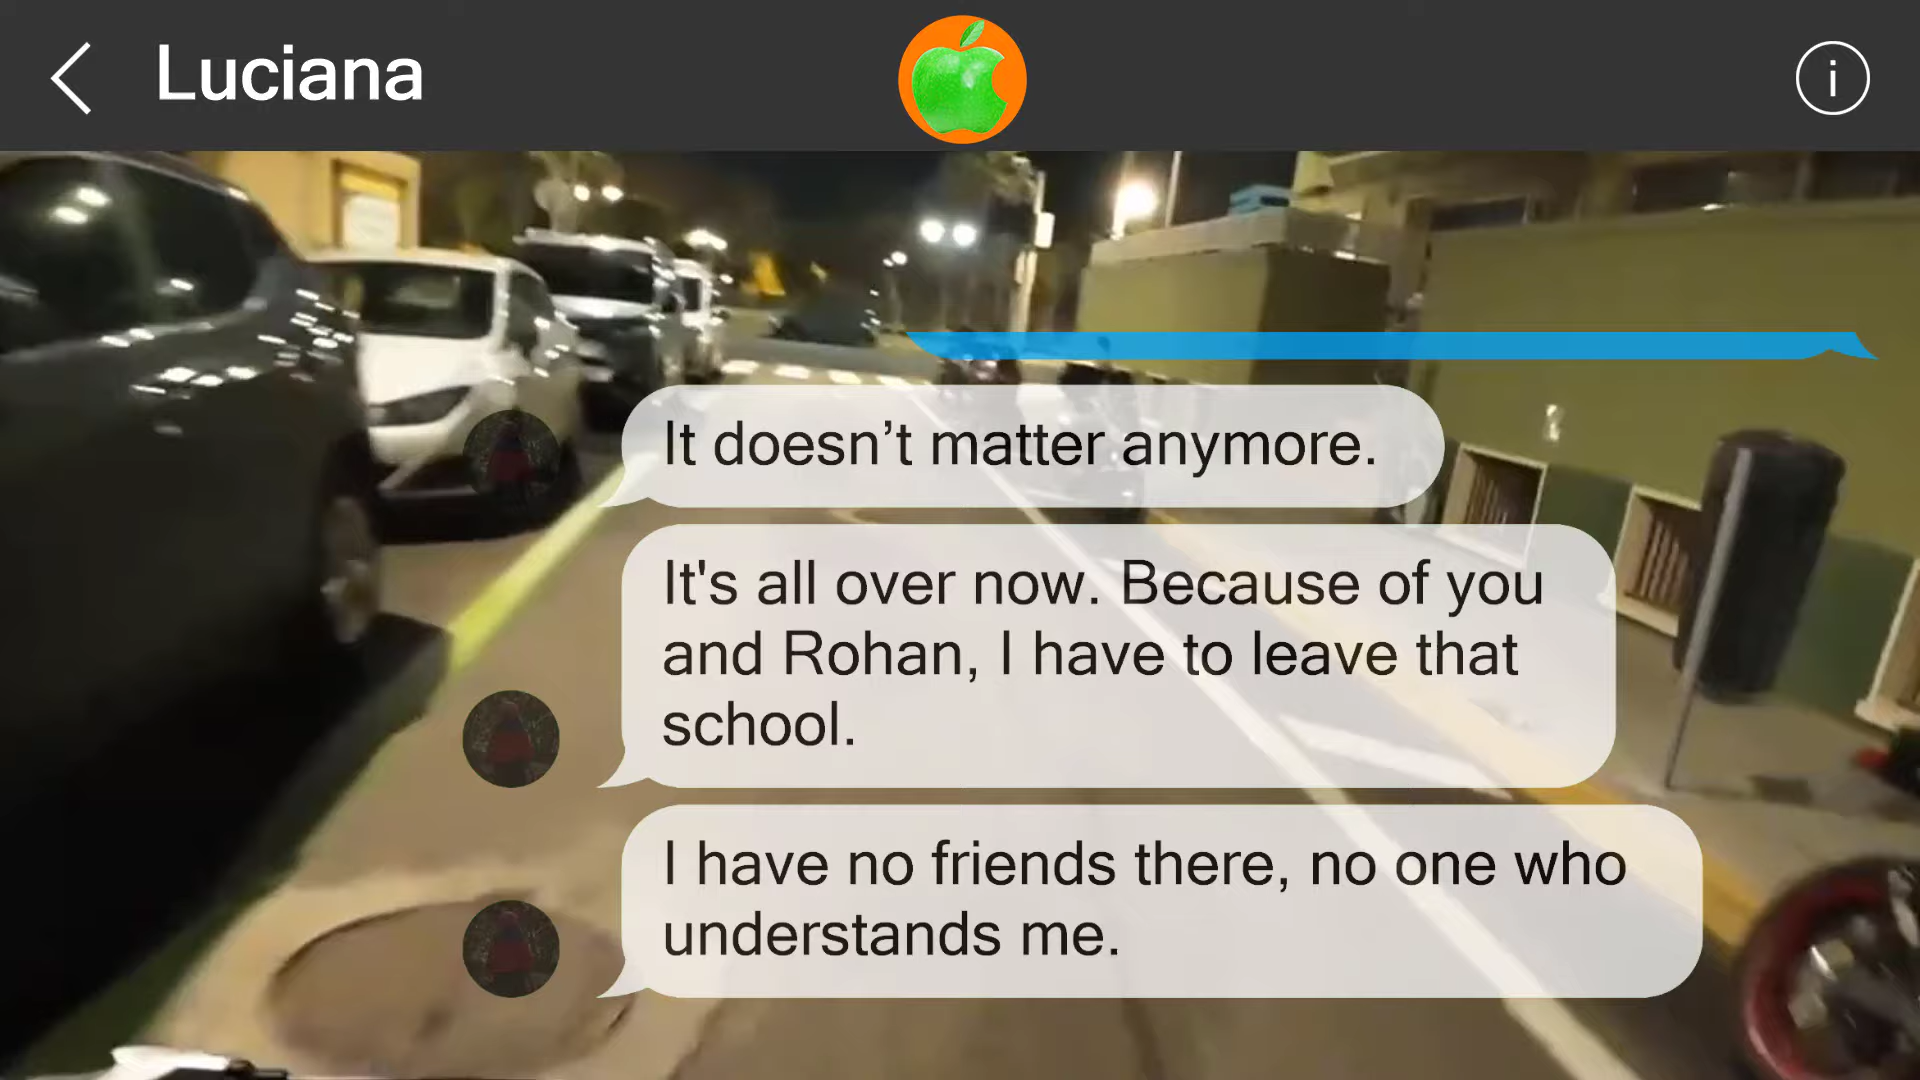 Luciana
It doesn’t matter anymore.
It's all over now. Because of you
and Rohan, I have to leave that
school.
I have no friends there, no one who
understands me.